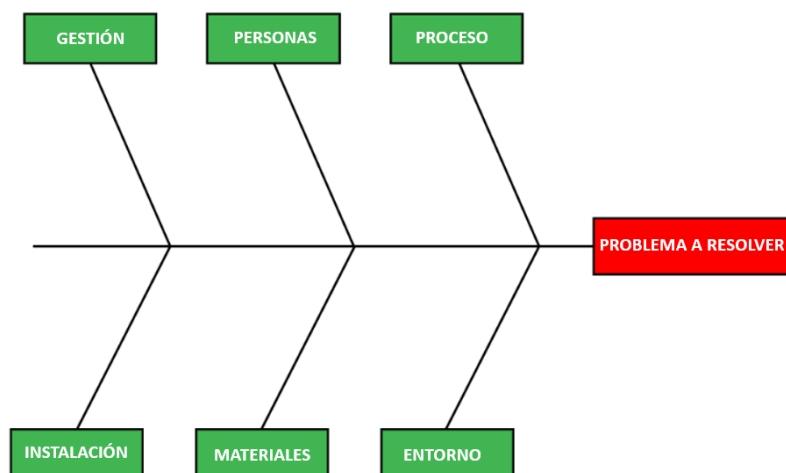 GESTIÓN
PERSONAS
PROCESO
PROBLEMA A RESOLVER
INSTALACIÓN
MATERIALES
ENTORNO